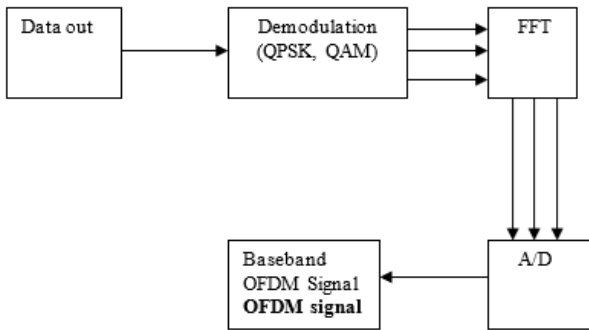 Data out
Demodulation
(QPSK, QAM)
FFT
Baseband
OFDM Signal
OFDM signal
A/D